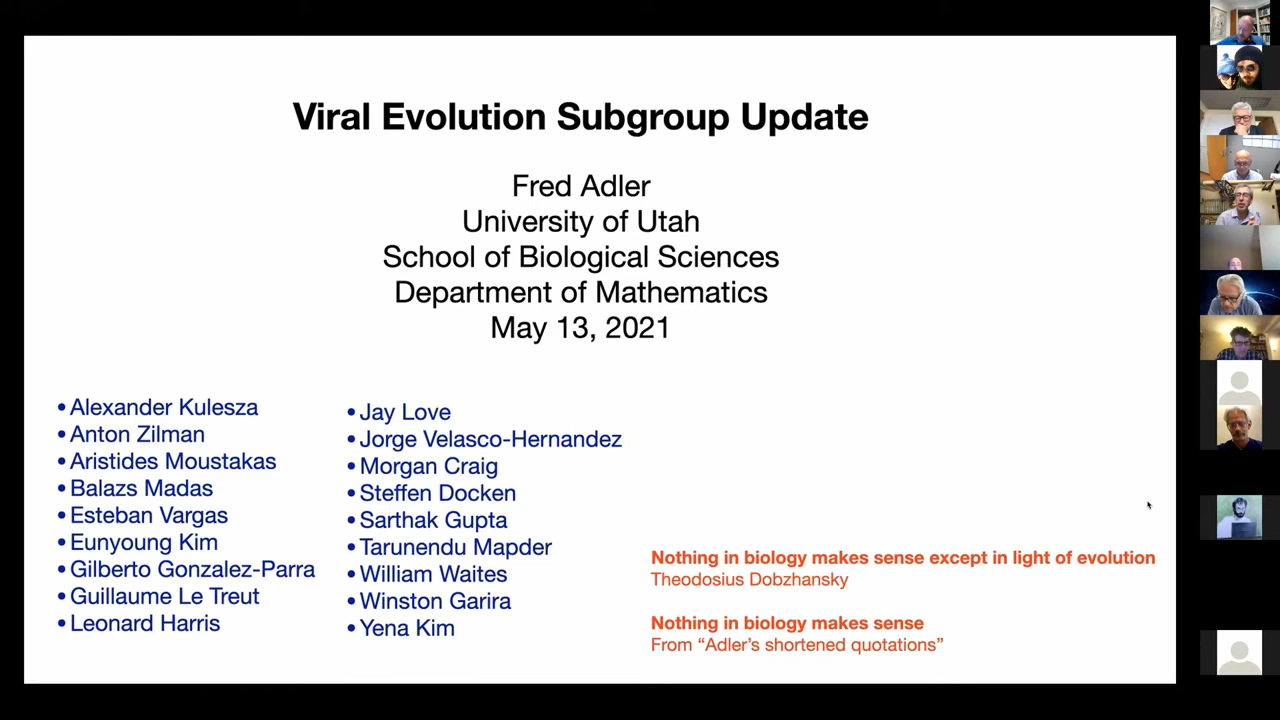 Viral Evolution Subgroup Update
Fred Adler
University of Utah
School of Biological Sciences
Department of Mathematics
May 13, 2021
•Alexander Kulesza
•Anton Zilman
•Aristides Moustakas
•Balazs Madas
•Esteban Vargas
•Eunyoung Kim
•Gilberto Gonzalez-Parra
•Guillaume Le Treut
•Leonard Harris
•Jay Love
•Jorge Velasco-Hernandez
•Morgan Craig
•Steffen Docken
•Sarthak Gupta
•Tarunendu Mapder
•William Waites
•Winston Garira
•Yena Kim
Nothing in biology makes sense except in light of evolution
Theodosius Dobzhansky
Nothing in biology makes sense
From “Adler’s shortened quotations”